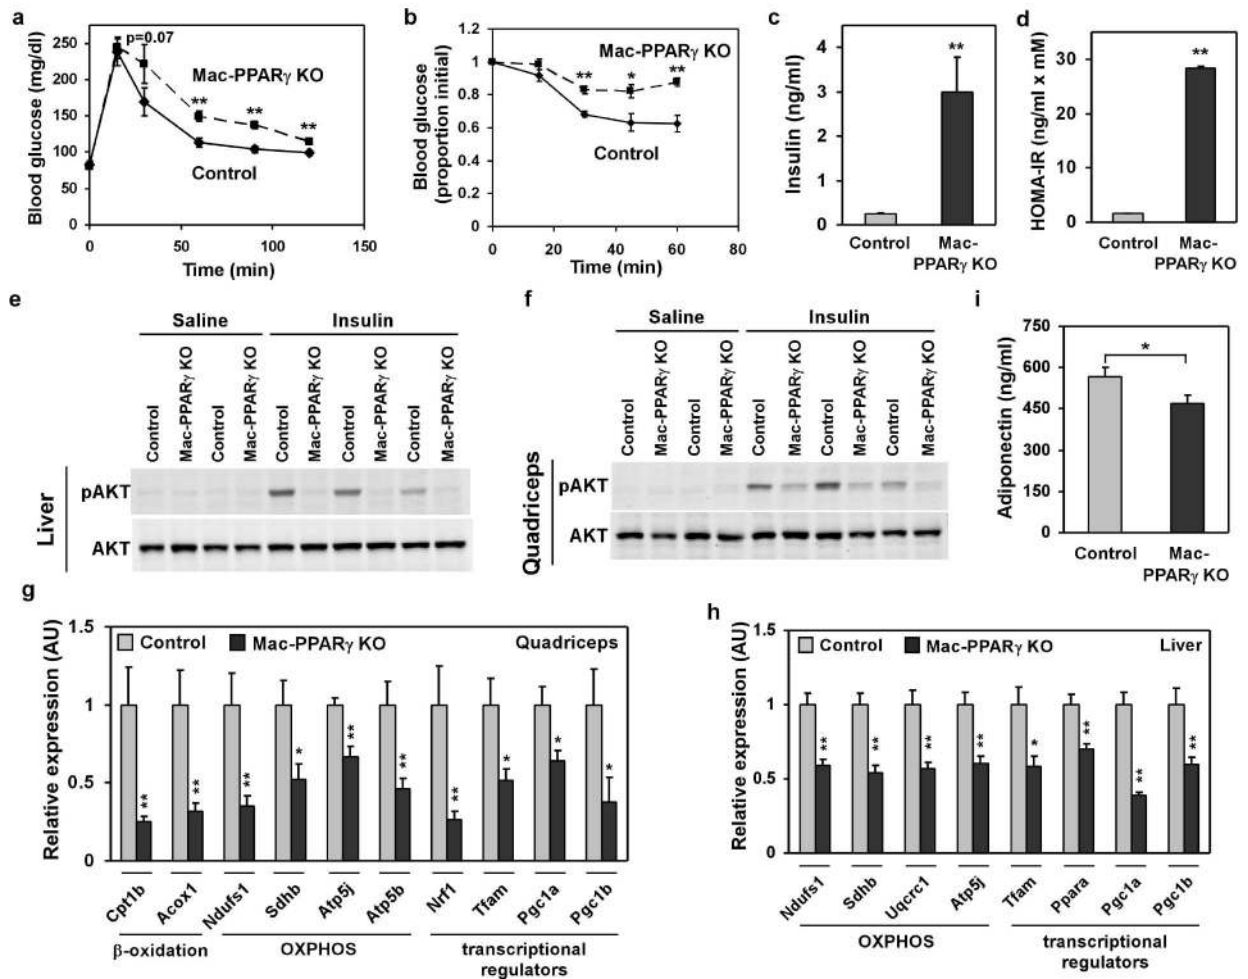 a
Blood glucose (mg/dl)
250
200
150
100
50
0
p=0.07
Mac-PPARγ KO
**
**
**
Control
0
50
100
150
Time (min)
b
Blood glucose
(proportion initial)
1.2
1
0.8
0.6
0.4
0.2
0
Mac-PPARγ KO
**
*
**
Control
0
20
40
60
80
Time (min)
c
Insulin (ng/ml)
4
3
2
1
0
**
Control
Mac-
PPARγ KO
d
HOMA-IR (ng/ml x mM)
30
20
10
0
**
Control
Mac-
PPARγ KO
e
Saline
Insulin
Control
Mac-PPARγ KO
Control
Mac-PPARγ KO
Control
Mac-PPARγ KO
Control
Mac-PPARγ KO
Control
Mac-PPARγ KO
Liver
pAKT
AKT
f
Saline
Insulin
Control
Mac-PPARγ KO
Control
Mac-PPARγ KO
Control
Mac-PPARγ KO
Control
Mac-PPARγ KO
Control
Mac-PPARγ KO
Quadriceps
pAKT
AKT
i
Adiponectin (ng/ml)
750
600
450
300
150
0
*
Control
Mac-
PPARγ KO
g
Relative expression (AU)
1.5
1
0.5
0
Control
Mac-PPARγ KO
Quadriceps
**
**
**
*
**
**
**
*
*
*
Cpt1b
Acox1
Ndufs1
Sdhb
Atp5j
Atp5b
Nrf1
Tfam
Pgc1a
Pgc1b
β-oxidation
OXPHOS
transcriptional
regulators
h
Relative expression (AU)
1.5
1
0.5
0
Control
Mac-PPARγ KO
Liver
**
**
**
**
*
**
**
**
Ndufs1
Sdhb
Uqcrc1
Atp5j
Tfam
Ppara
Pgc1a
Pgc1b
OXPHOS
transcriptional
regulators